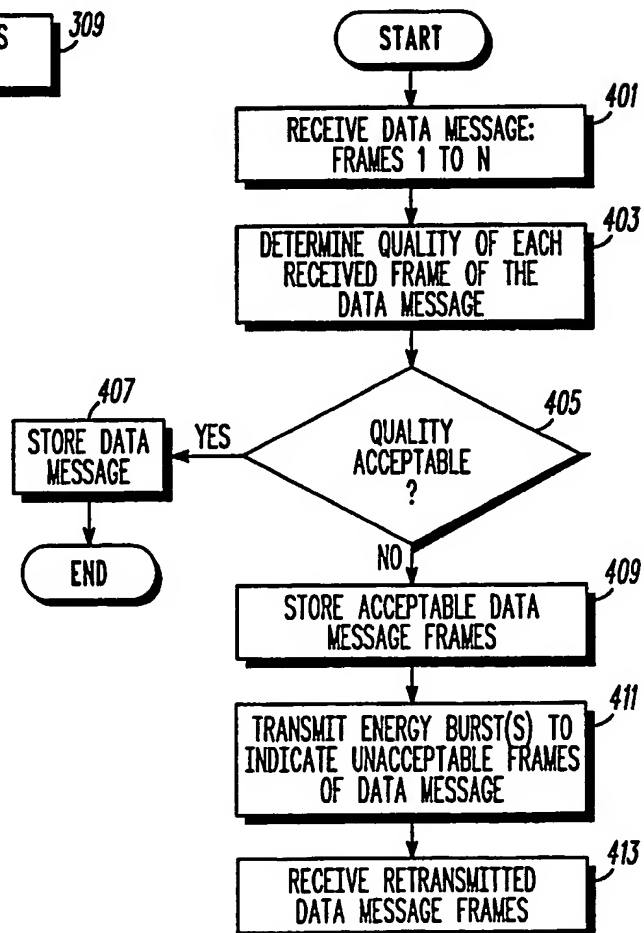 S
309
START
401
RECEIVE DATA MESSAGE:
FRAMES 1 TO N
403
DETERMINE QUALITY OF EACH
RECEIVED FRAME OF THE
DATA MESSAGE
405
QUALITY
ACCEPTABLE
?
YES
407
STORE DATA
MESSAGE
END
NO
409
STORE ACCEPTABLE DATA
MESSAGE FRAMES
411
TRANSMIT ENERGY BURST(S) TO
INDICATE UNACCEPTABLE FRAMES
OF DATA MESSAGE
413
RECEIVE RETRANSMITTED
DATA MESSAGE FRAMES